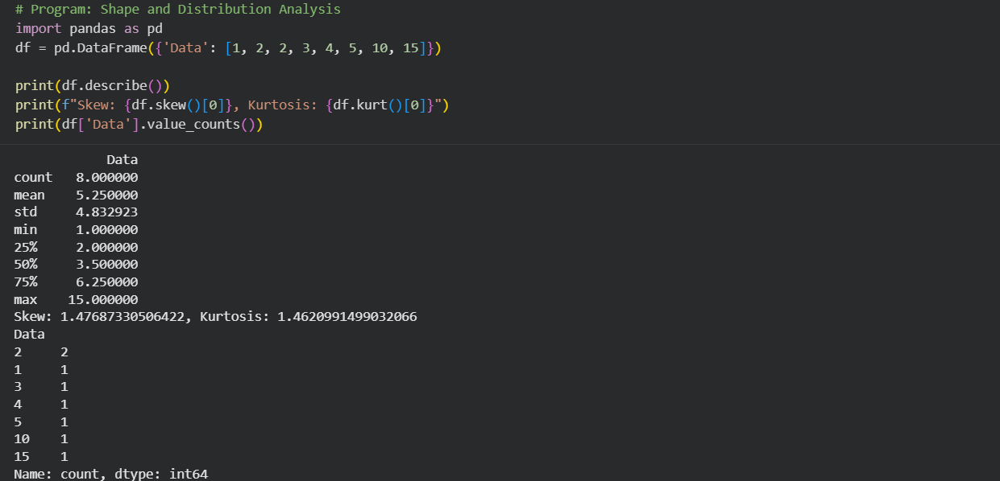 # Program: Shape and Distribution Analysis
import pandas as pd
df = pd.DataFrame({'Data': [1, 2, 2, 3, 4, 5, 10, 15]})

print(df.describe())
print(f"Skew: {df.skew()[0]}, Kurtosis: {df.kurt()[0]}")
print(df['Data'].value_counts())

            Data
count   8.000000
mean    5.250000
std     4.832923
min     1.000000
25%     2.000000
50%     3.500000
75%     6.250000
max    15.000000
Skew: 1.47687330506422, Kurtosis: 1.4620991499032066
Data
2     2
1     1
3     1
4     1
5     1
10    1
15    1
Name: count, dtype: int64